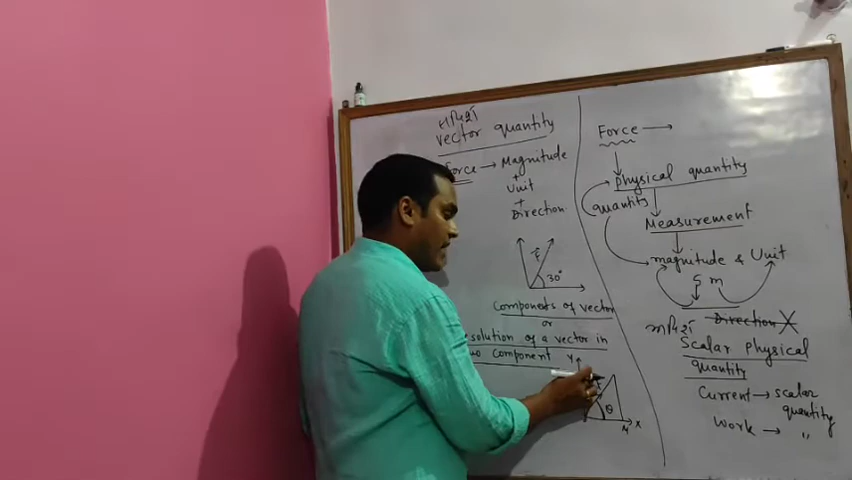 सदिश
Vector quantity
Force → Magnitude
+
Unit
+
Direction
F
30°
Components of vector
or
solution of a vector in
wo component
Y
θ
M X
Force →
Physical quantity
quantity
Measurement
magnitude & Unit
5 m
Direction X
अदिश
Scalar Physical
quantity
Current → Scalar
quantity
Work → "